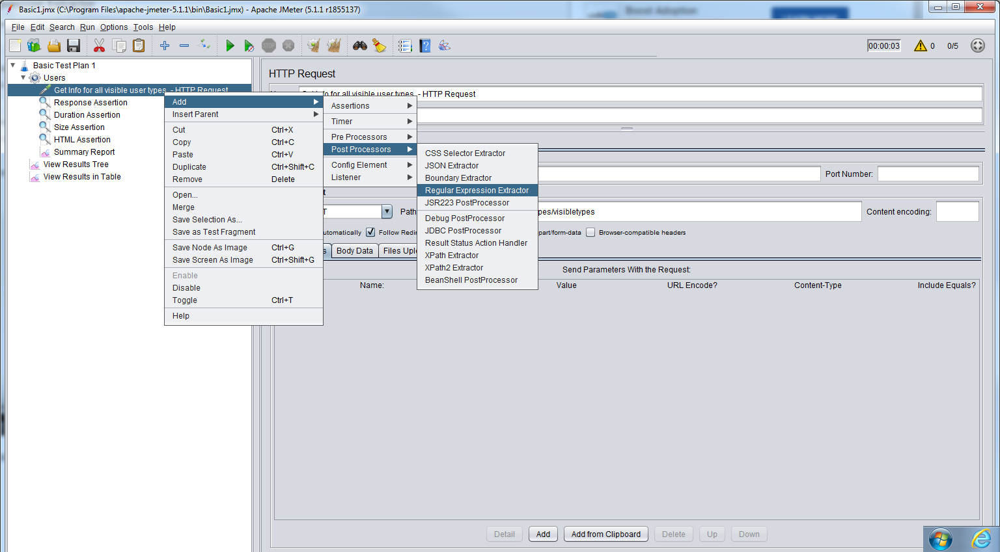 Basic1.jmx (C:\Program Files\apache-jmeter-5.1.1\bin\Basic1.jmx) - Apache JMeter (5.1.1 r1855137)
Boost Adoption
File Edit Search Run Options Tools Help
STOP
00:00:03 0 0/5
Basic Test Plan 1
Users
Get Info for all visible user types - HTTP Request
Response Assertion
Duration Assertion
Size Assertion
HTML Assertion
Summary Report
View Results Tree
View Results in Table
Add
Insert Parent
Cut Ctrl+X
Copy Ctrl+C
Paste Ctrl+V
Duplicate Ctrl+Shift+C
Remove Delete
Open...
Merge
Save Selection As...
Save as Test Fragment
Save Node As Image Ctrl+G
Save Screen As Image Ctrl+Shift+G
Enable
Disable
Toggle Ctrl+T
Help
Assertions
Timer
Pre Processors
Post Processors
Config Element
Listener
CSS Selector Extractor
JSON Extractor
Boundary Extractor
Regular Expression Extractor
JSR223 PostProcessor
Debug PostProcessor
JDBC PostProcessor
Result Status Action Handler
XPath Extractor
XPath2 Extractor
BeanShell PostProcessor
HTTP Request
fo for all visible user types - HTTP Request
Port Number:
t
T Path pes/visibletypes Content encoding:
utomatically Follow Redir part/form-data Browser-compatible headers
s Body Data Files Upl
Send Parameters With the Request:
Name: Value URL Encode? Content-Type Include Equals?
Detail Add Add from Clipboard Delete Up Down